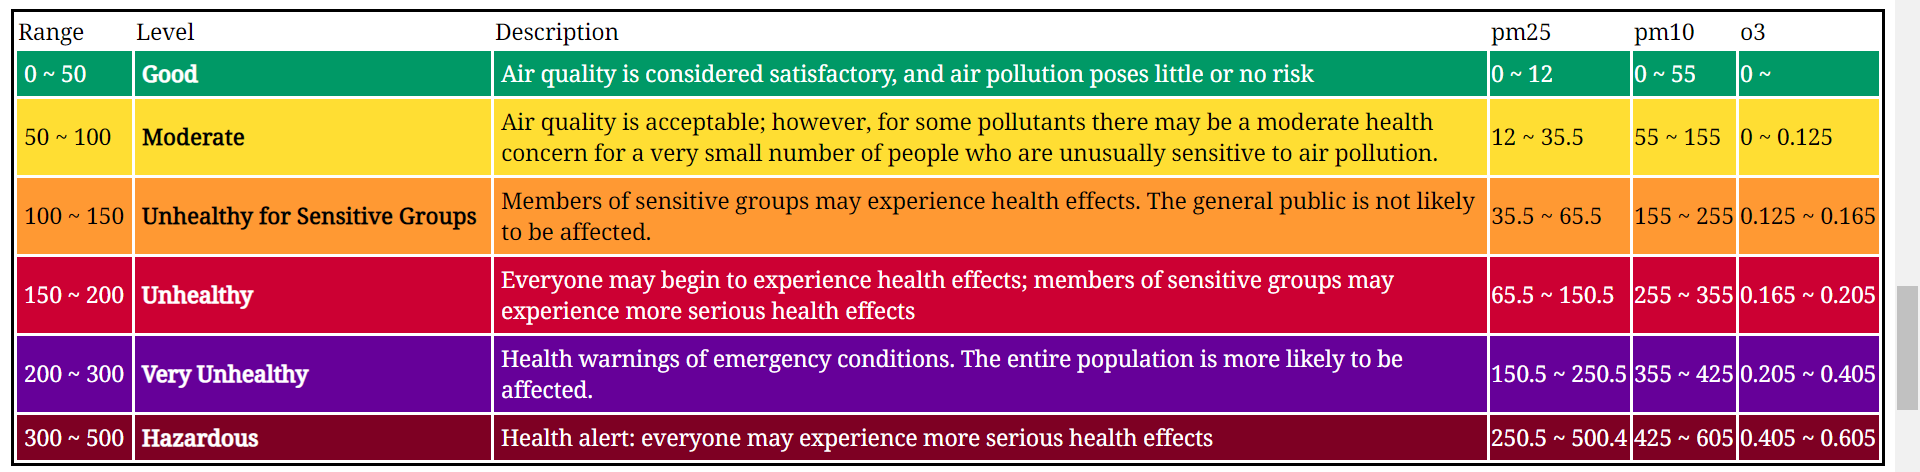 Range Level Description pm25 pm10 o3
0 ~ 50 Good Air quality is considered satisfactory, and air pollution poses little or no risk 0 ~ 12 0 ~ 55 0 ~
50 ~ 100 Moderate Air quality is acceptable; however, for some pollutants there may be a moderate health
concern for a very small number of people who are unusually sensitive to air pollution. 12 ~ 35.5 55 ~ 155 0 ~ 0.125
100 ~ 150 Unhealthy for Sensitive Groups Members of sensitive groups may experience health effects. The general public is not likely
to be affected. 35.5 ~ 65.5 155 ~ 255 0.125 ~ 0.165
150 ~ 200 Unhealthy Everyone may begin to experience health effects; members of sensitive groups may
experience more serious health effects 65.5 ~ 150.5 255 ~ 355 0.165 ~ 0.205
200 ~ 300 Very Unhealthy Health warnings of emergency conditions. The entire population is more likely to be
affected. 150.5 ~ 250.5 355 ~ 425 0.205 ~ 0.405
300 ~ 500 Hazardous Health alert: everyone may experience more serious health effects 250.5 ~ 500.4 425 ~ 605 0.405 ~ 0.605